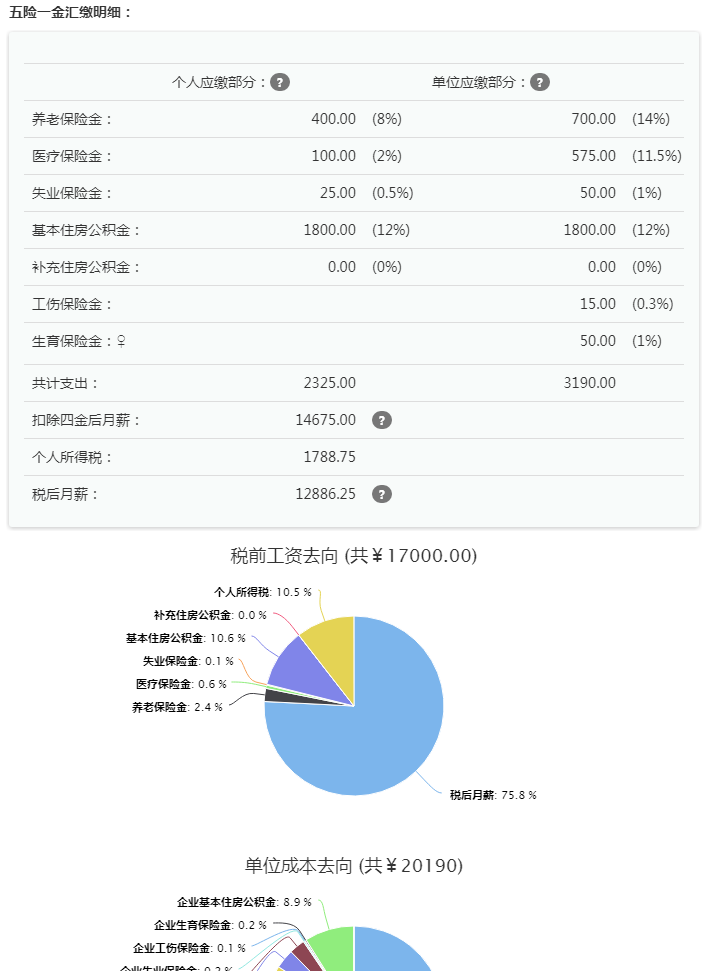 五险一金汇缴明细：
个人应缴部分：? 单位应缴部分：?
养老保险金： 400.00 (8%) 700.00 (14%)
医疗保险金： 100.00 (2%) 575.00 (11.5%)
失业保险金： 25.00 (0.5%) 50.00 (1%)
基本住房公积金： 1800.00 (12%) 1800.00 (12%)
补充住房公积金： 0.00 (0%) 0.00 (0%)
工伤保险金： 15.00 (0.3%)
生育保险金：♀ 50.00 (1%)
共计支出： 2325.00 3190.00
扣除四金后月薪： 14675.00 ?
个人所得税： 1788.75
税后月薪： 12886.25 ?
税前工资去向 (共￥17000.00)
个人所得税: 10.5 %
补充住房公积金: 0.0 %
基本住房公积金: 10.6 %
失业保险金: 0.1 %
医疗保险金: 0.6 %
养老保险金: 2.4 %
税后月薪: 75.8 %
单位成本去向 (共￥20190)
企业基本住房公积金: 8.9 %
企业生育保险金: 0.2 %
企业工伤保险金: 0.1 %
企业失业保险金: 0.2 %